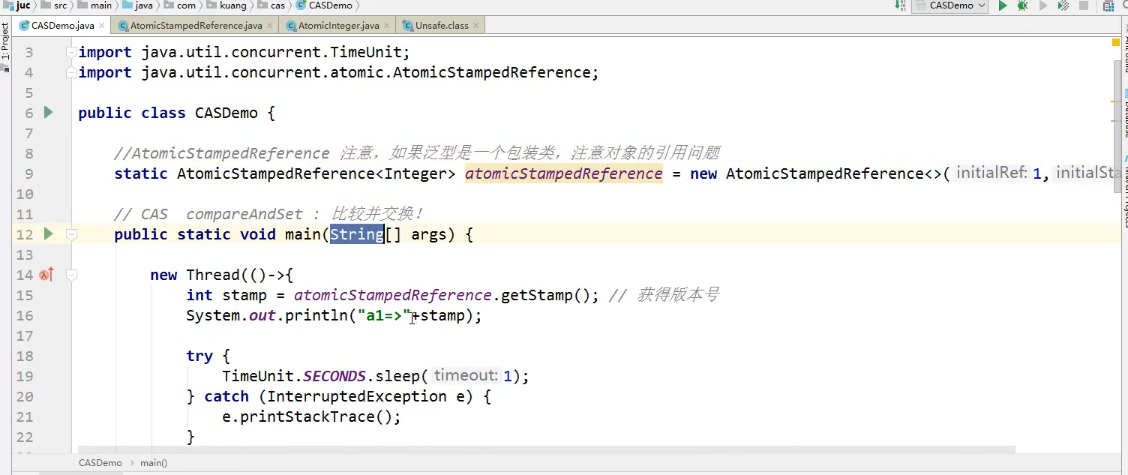 juc src main java com kuang cas CASDemo CASDemo
CASDemo.java AtomicStampedReference.java AtomicInteger.java Unsafe.class
1: Project
3 import java.util.concurrent.TimeUnit;
4 import java.util.concurrent.atomic.AtomicStampedReference;
5
6 public class CASDemo {
7
8 //AtomicStampedReference 注意，如果泛型是一个包装类，注意对象的引用问题
9 static AtomicStampedReference<Integer> atomicStampedReference = new AtomicStampedReference<>( initialRef: 1, initialSta
10
11 // CAS compareAndSet : 比较并交换!
12 public static void main(String[] args) {
13
14 new Thread(()->{
15 int stamp = atomicStampedReference.getStamp(); // 获得版本号
16 System.out.println("a1=>"+stamp);
17
18 try {
19 TimeUnit.SECONDS.sleep( timeout: 1);
20 } catch (InterruptedException e) {
21 e.printStackTrace();
22 }
CASDemo main()